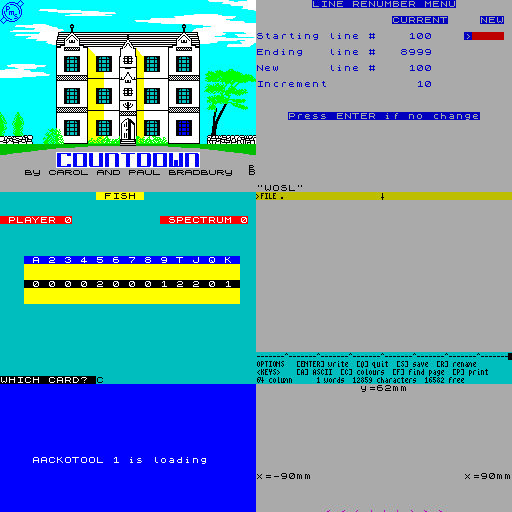 COUNTDOWN
BY CAROL AND PAUL BRADBURY
LINE RENUMBER MENU
CURRENT NEW
Starting line # 100
Ending line # 8999
New line # 100
Increment 10
Press ENTER if no change
"WOSL"
FISH
PLAYER 0 SPECTRUM 0
A 2 3 4 5 6 7 8 9 T J Q K
0 0 0 0 2 0 0 0 1 2 2 0 1
WHICH CARD? C
FILE .
OPTIONS [ENTER] write [Q] quit [S] save [R] rename
<KEYS> [A] ASCII [C] colours [F] find page [P] print
04 column 1 words 12859 characters 16582 free
AACKOTOOL 1 is loading
y=62mm
x=-90mm x=90mm